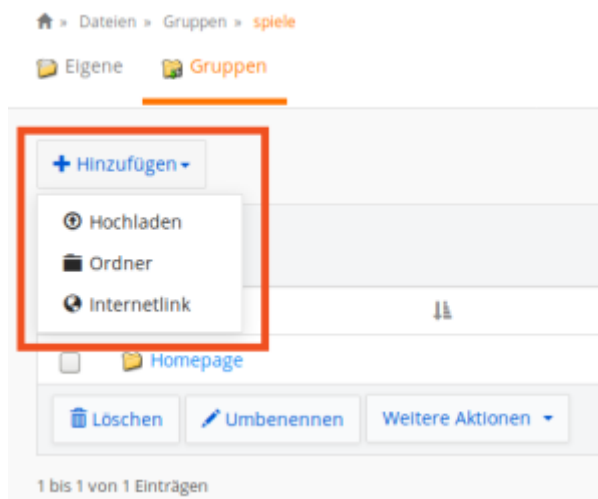 » Dateien » Gruppen » spiele
Eigene Gruppen
Hinzufügen
Hochladen
Ordner
Internetlink
Homepage
Löschen Umbenennen Weitere Aktionen
1 bis 1 von 1 Einträgen